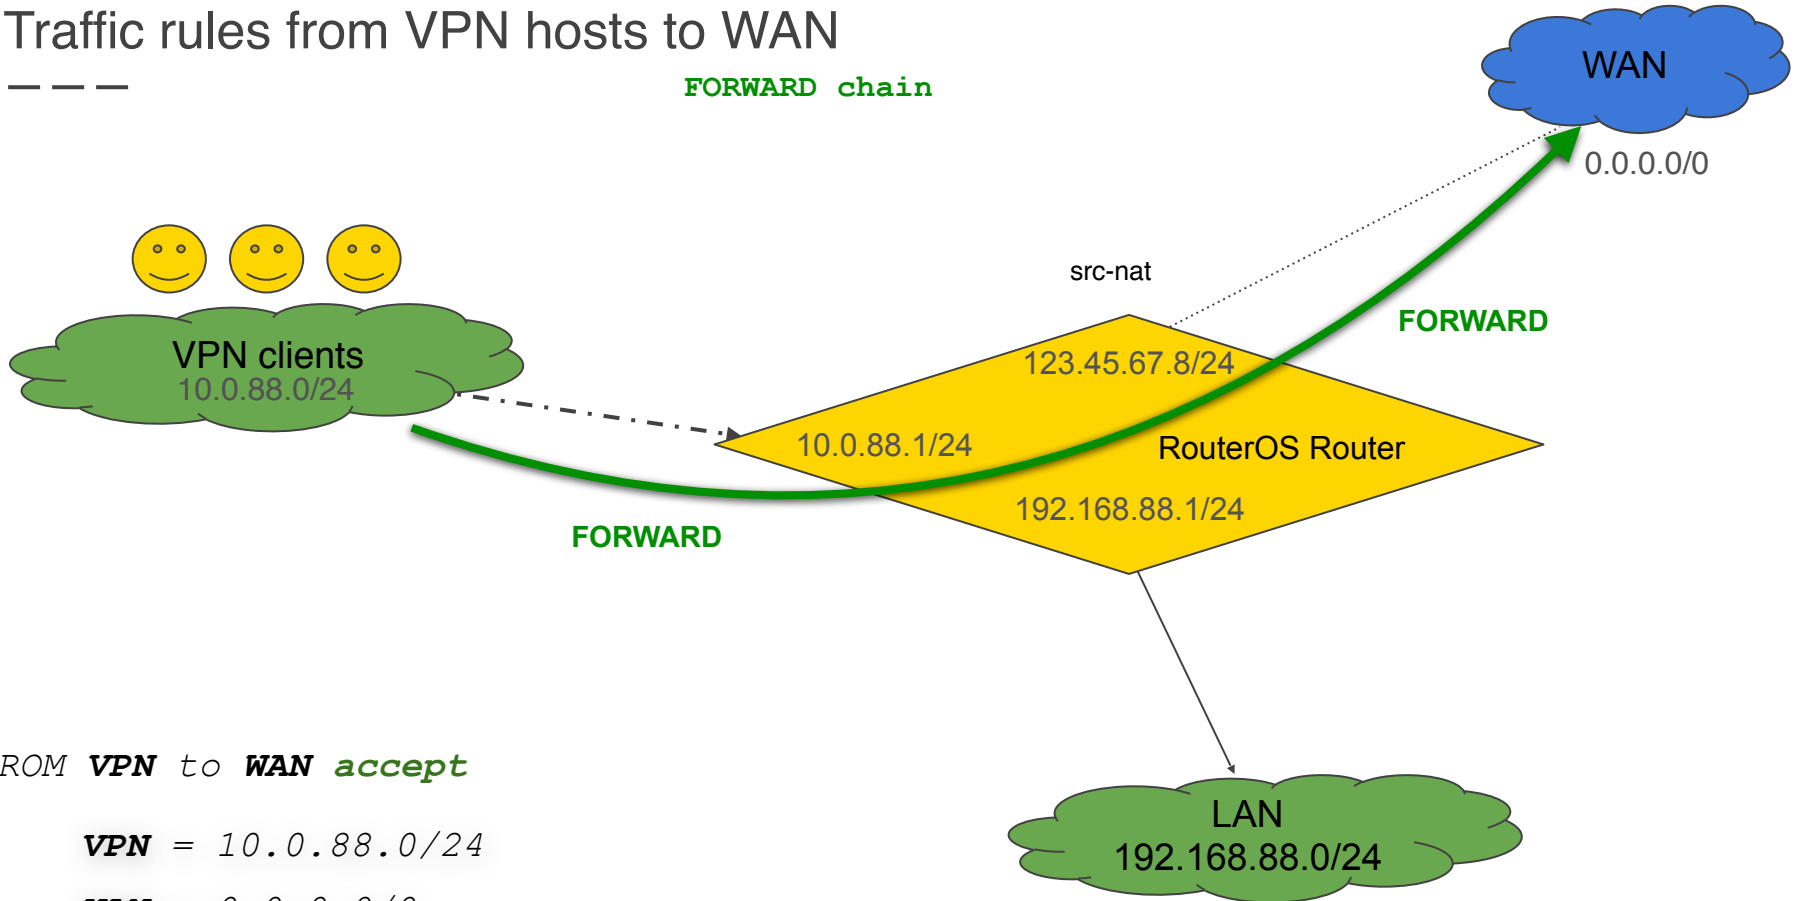 Traffic rules from VPN hosts to WAN
FORWARD chain
WAN
0.0.0.0/0
src-nat
FORWARD
VPN clients
10.0.88.0/24
123.45.67.8/24
10.0.88.1/24
RouterOS Router
192.168.88.1/24
FORWARD
ROM VPN to WAN accept
VPN = 10.0.88.0/24
LAN
192.168.88.0/24